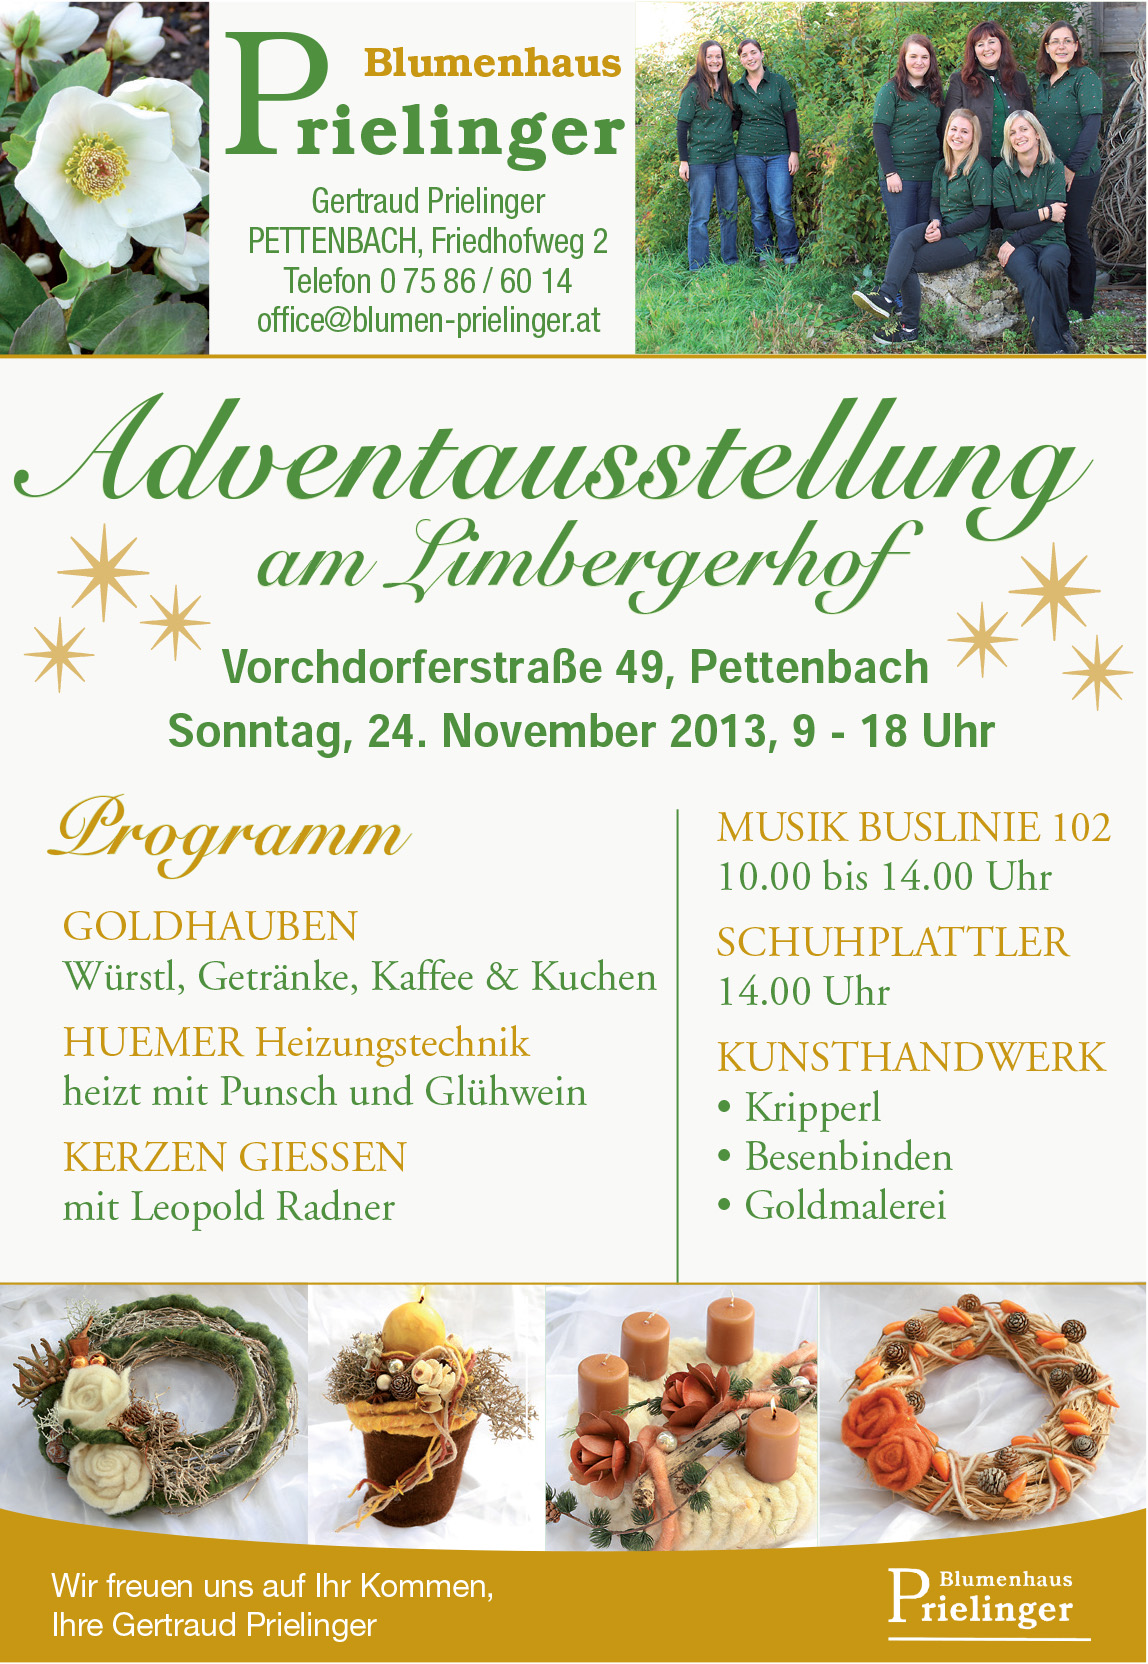 Blumenhaus
Prielinger
Gertraud Prielinger
PETTENBACH, Friedhofweg 2
Telefon 0 75 86 / 60 14
office@blumen-prielinger.at
Adventausstellung
am Limbergerhof
Vorchdorferstraße 49, Pettenbach
Sonntag, 24. November 2013, 9 - 18 Uhr
Programm
GOLDHAUBEN
Würstl, Getränke, Kaffee & Kuchen
HUEMER Heizungstechnik
heizt mit Punsch und Glühwein
KERZEN GIESSEN
mit Leopold Radner
MUSIK BUSLINIE 102
10.00 bis 14.00 Uhr
SCHUHPLATTLER
14.00 Uhr
KUNSTHANDWERK
• Kripperl
• Besenbinden
• Goldmalerei
Wir freuen uns auf Ihr Kommen,
Ihre Gertraud Prielinger
Blumenhaus
Prielinger